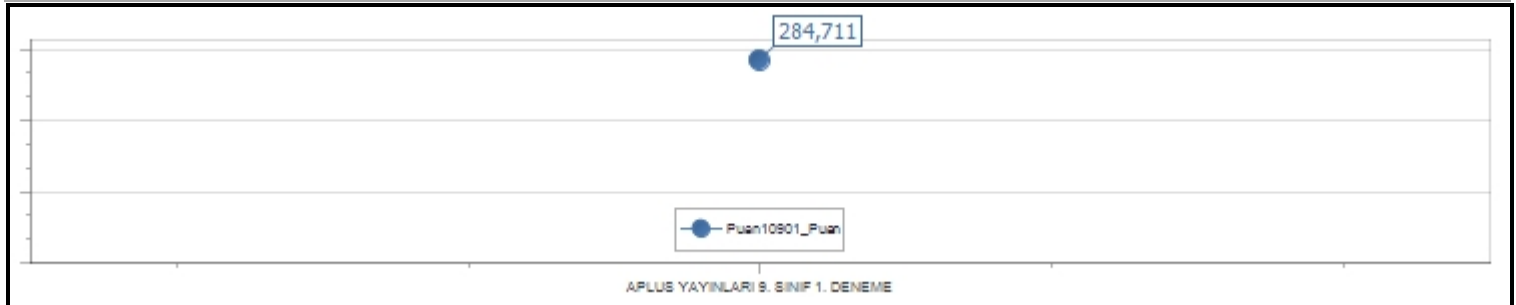 284,711
Puan10901_Puan
APLUS YAYINLARI 9. SINIF 1. DENEME